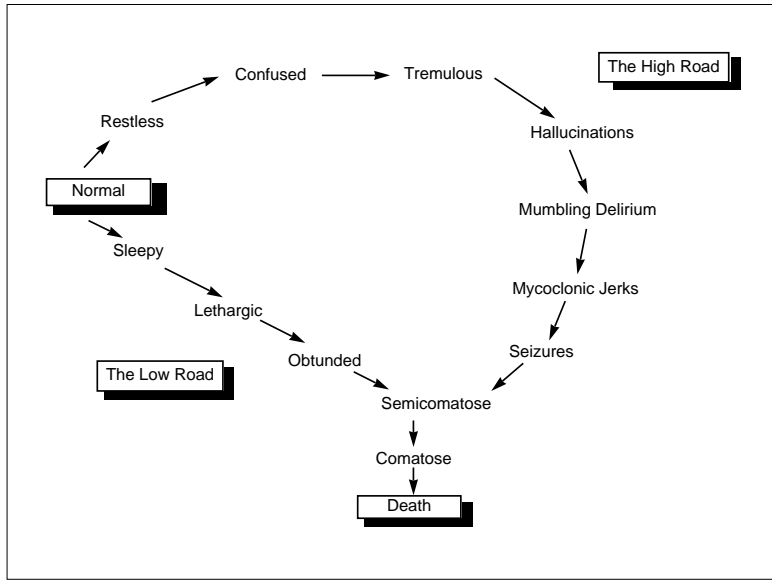 Confused
Tremulous
The High Road
Restless
Hallucinations
Normal
Mumbling Delirium
Sleepy
Mycoclonic Jerks
Lethargic
Seizures
Obtunded
The Low Road
Semicomatose
Comatose
Death